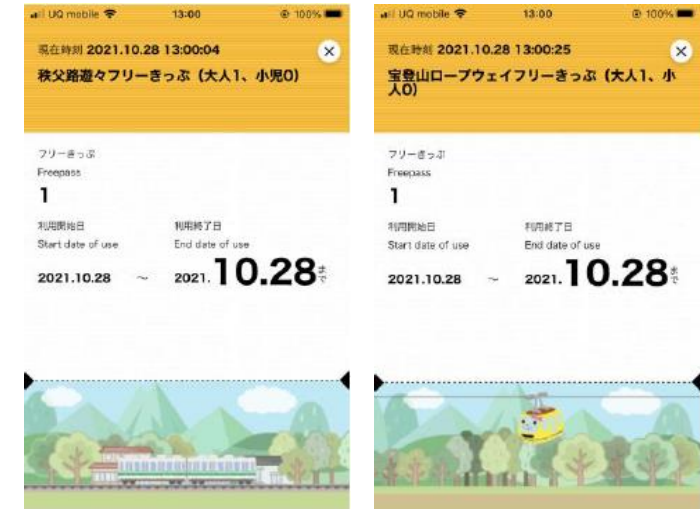 UQ mobile 13:00 100%
現在時刻 2021.10.28 13:00:04
秩父路遊々フリーきっぷ（大人1、小児0）
フリーきっぷ
Freepass
1
利用開始日
Start date of use
2021.10.28 ～
利用終了日
End date of use
2021.10.28まで
UQ mobile 13:00 100%
現在時刻 2021.10.28 13:00:25
宝登山ロープウェイフリーきっぷ（大人1、小
人0）
フリーきっぷ
Freepass
1
利用開始日
Start date of use
2021.10.28 ～
利用終了日
End date of use
2021.10.28まで